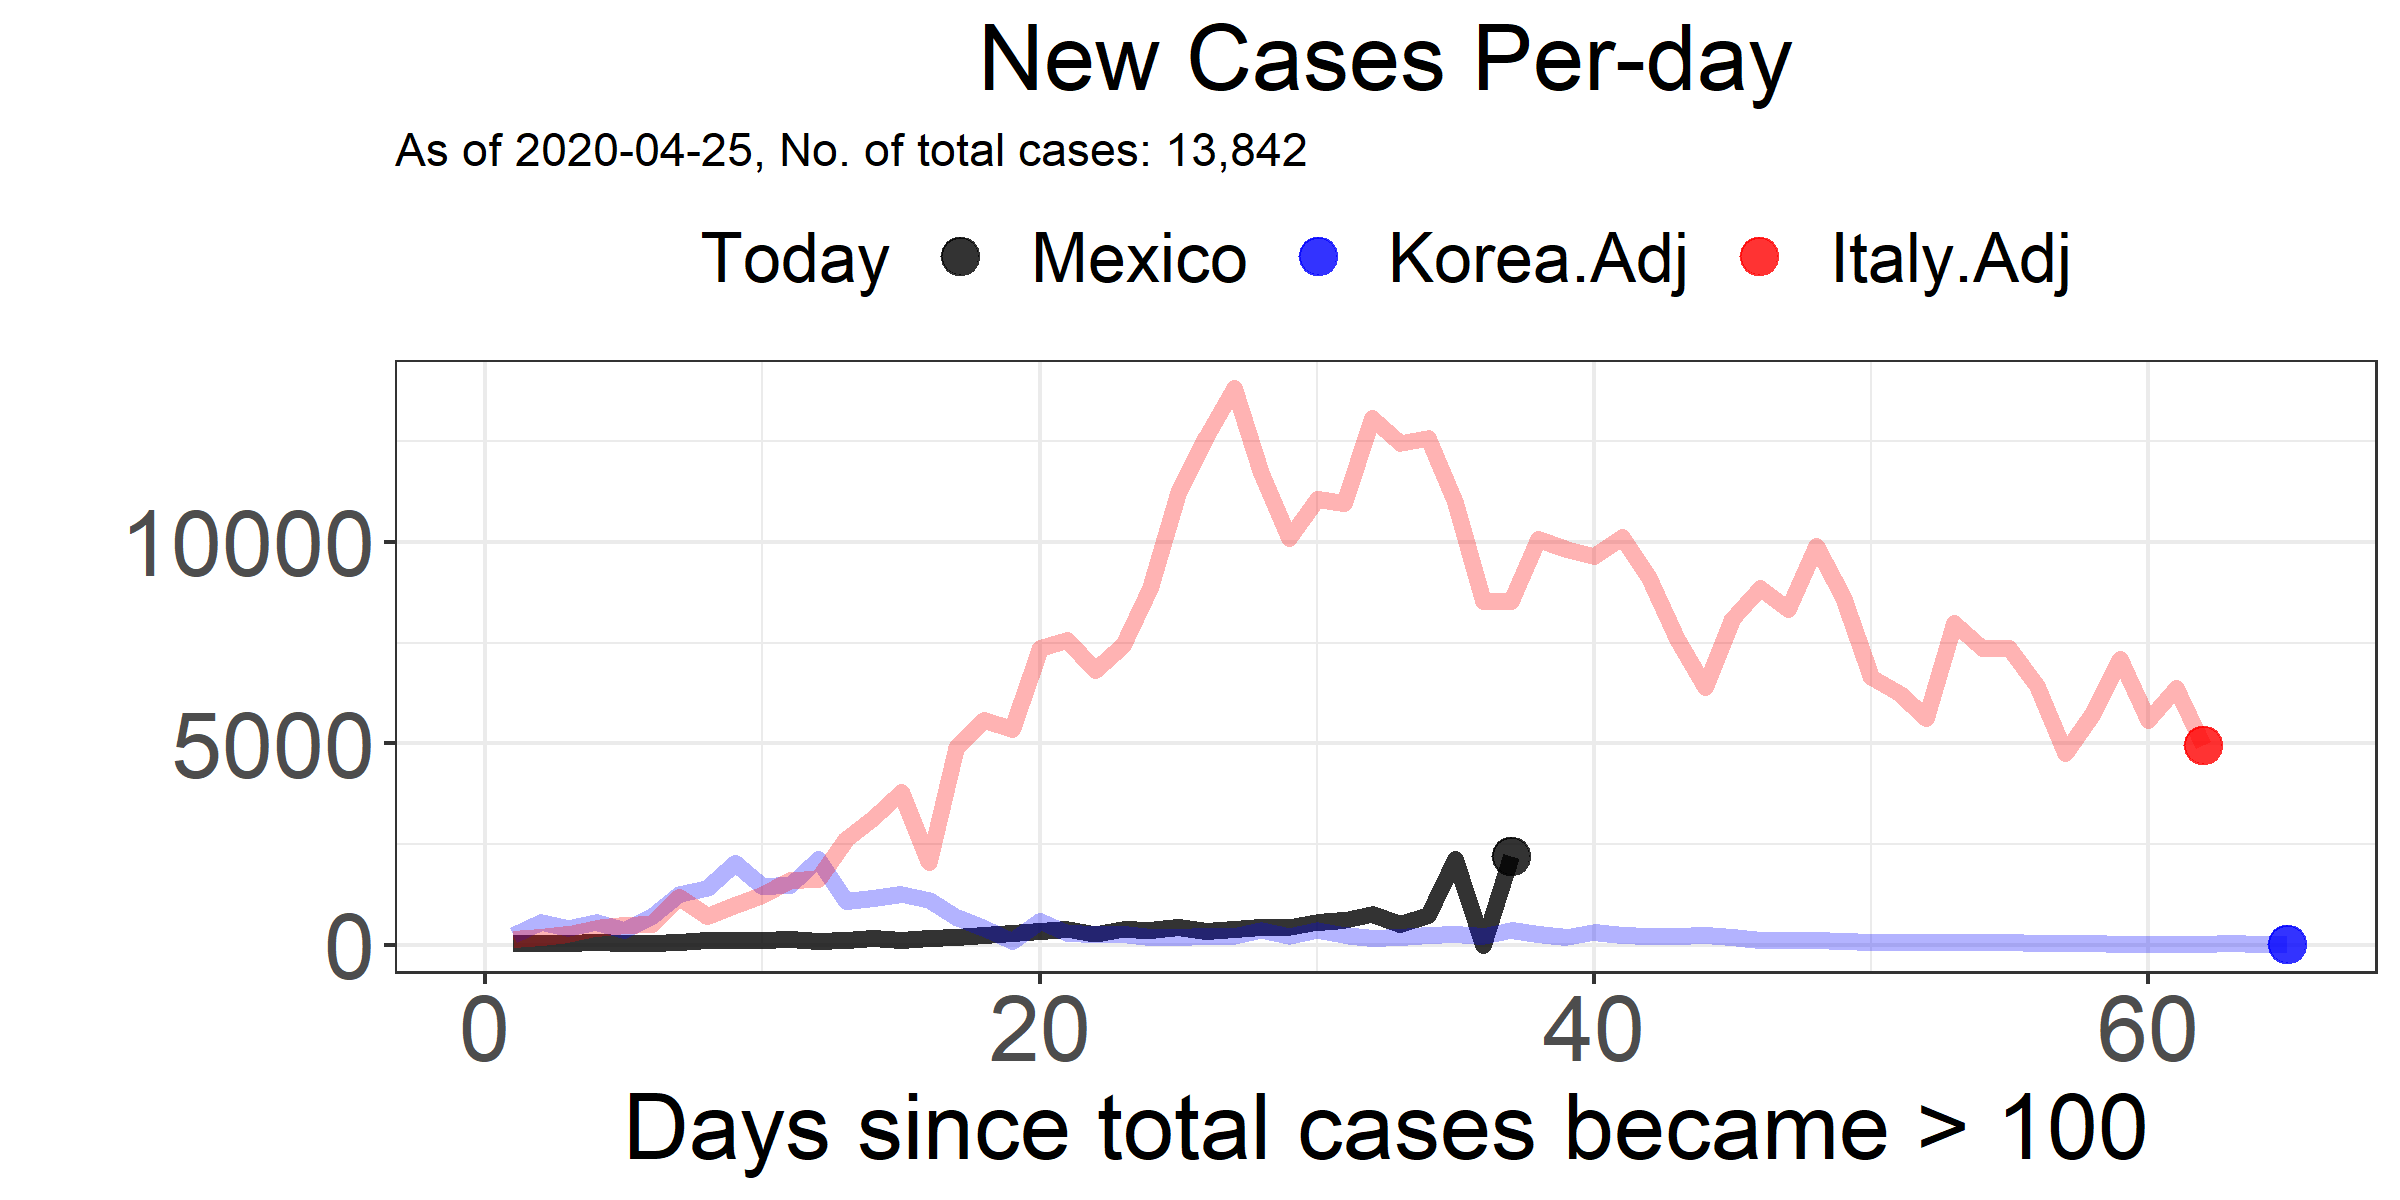 New Cases Per-day
As of 2020-04-25, No. of total cases: 13,842
Today Mexico Korea.Adj Italy.Adj
10000
5000
0
0 20 40 60
Days since total cases became > 100